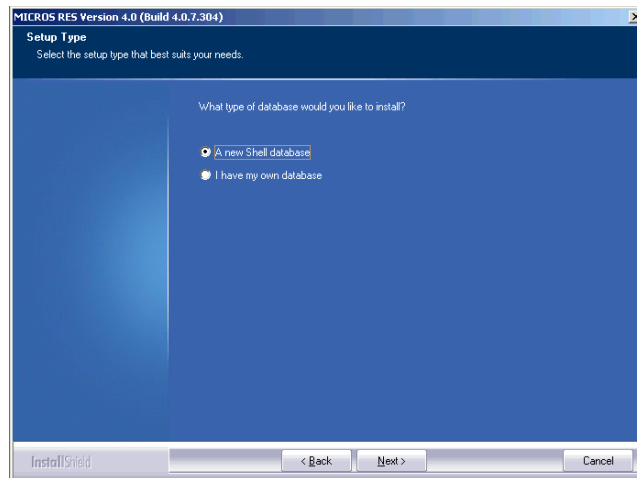 MICROS RES Version 4.0 (Build 4.0.7.304)
Setup Type
Select the setup type that best suits your needs.
What type of database would you like to install?
A new Shell database
I have my own database
InstallShield
< Back
Next >
Cancel